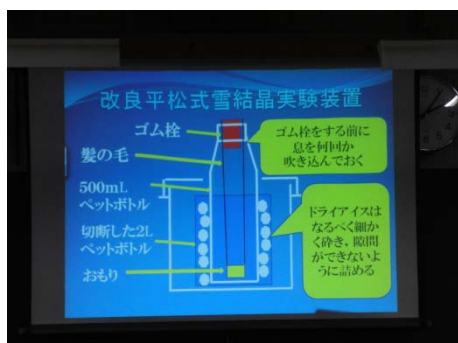 改良平松式雪結晶実験装置
ゴム栓
髪の毛
500mL
ペットボトル
切断した2L
ペットボトル
おもり
ゴム栓をする前に
息を何回か
吹き込んでおく
ドライアイスは
なるべく細か
く砕き、隙間
ができないよ
うに詰める